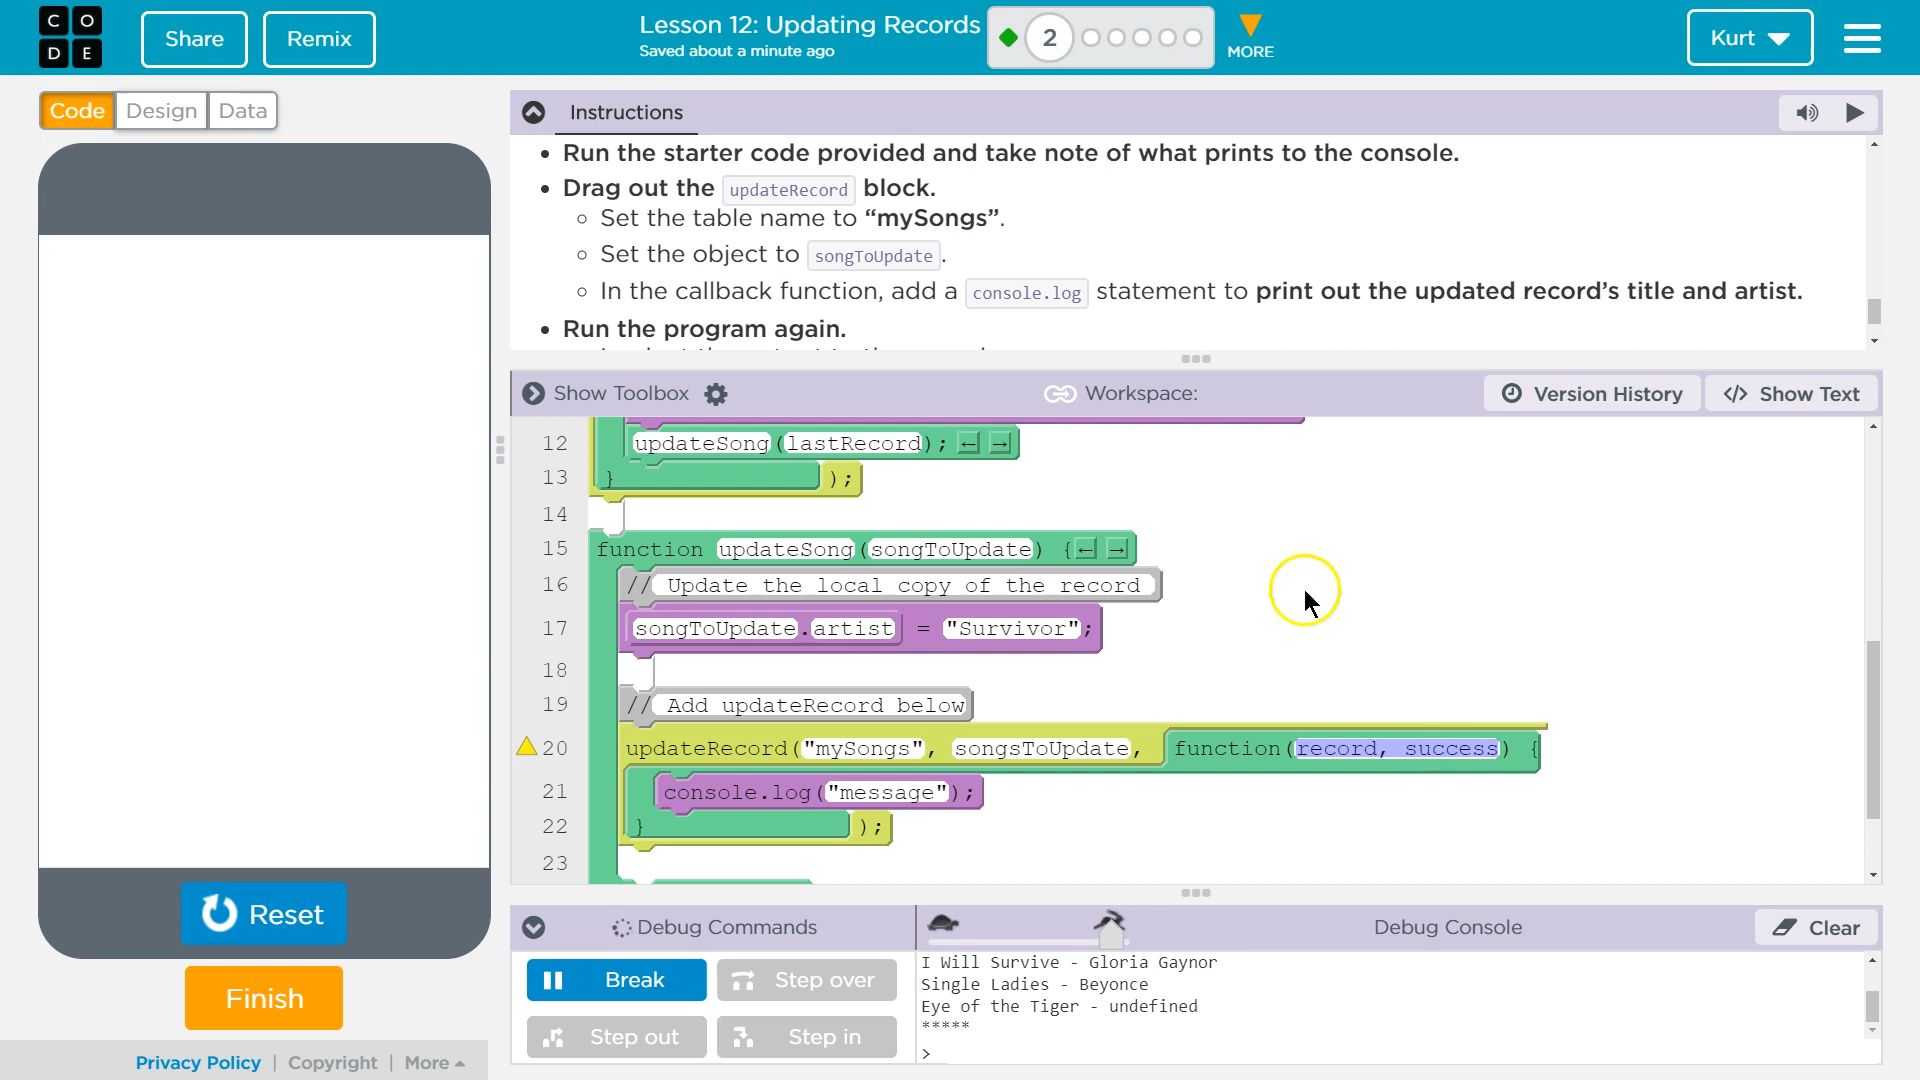 C O
D E
Share
Remix
Lesson 12: Updating Records
Saved about a minute ago
2
MORE
Kurt
Code
Design
Data
Instructions
Run the starter code provided and take note of what prints to the console.
Drag out the updateRecord block.
Set the table name to “mySongs”.
Set the object to songToUpdate.
In the callback function, add a console.log statement to print out the updated record’s title and artist.
Run the program again.
Show Toolbox
Workspace:
Version History
</> Show Text
12 updateSong(lastRecord); ← →
13 } );
14
15 function updateSong(songToUpdate) { ← →
16 // Update the local copy of the record
17 songToUpdate.artist = "Survivor";
18
19 // Add updateRecord below
20 updateRecord("mySongs", songsToUpdate, function(record, success) {
21 console.log("message");
22 } );
23
Reset
Finish
Debug Commands
Debug Console
Clear
Break
Step over
Step out
Step in
I Will Survive - Gloria Gaynor
Single Ladies - Beyonce
Eye of the Tiger - undefined
*****
>
Privacy Policy | Copyright | More